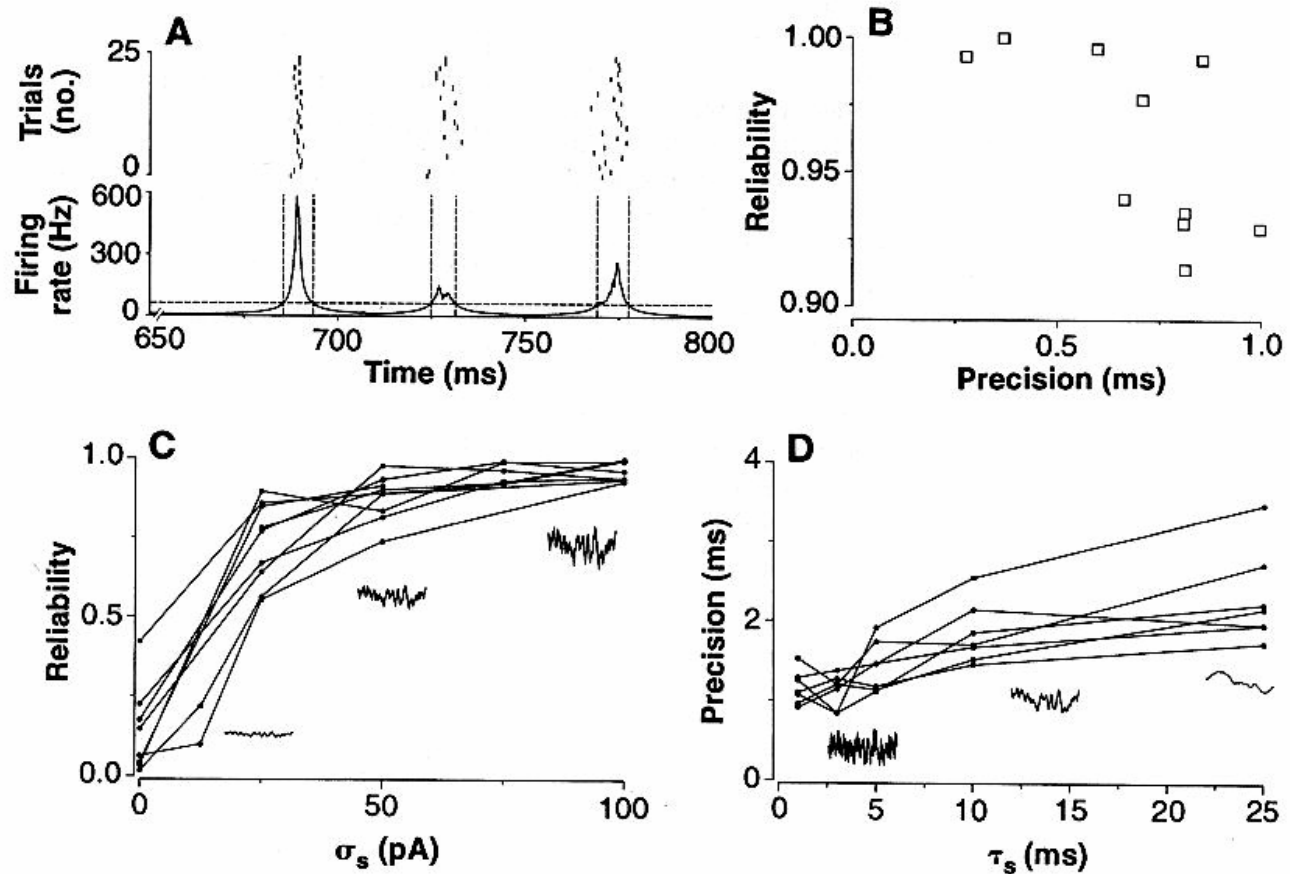 A
25
Trials
(no.)
0
600
Firing
rate (Hz)
300
0
650
700
750
800
Time (ms)
B
1.00
Reliability
0.95
0.90
0.0
0.5
1.0
Precision (ms)
C
1.0
Reliability
0.5
0.0
0
50
100
σs (pA)
D
4
Precision (ms)
2
0
0
5
10
15
20
25
τs (ms)